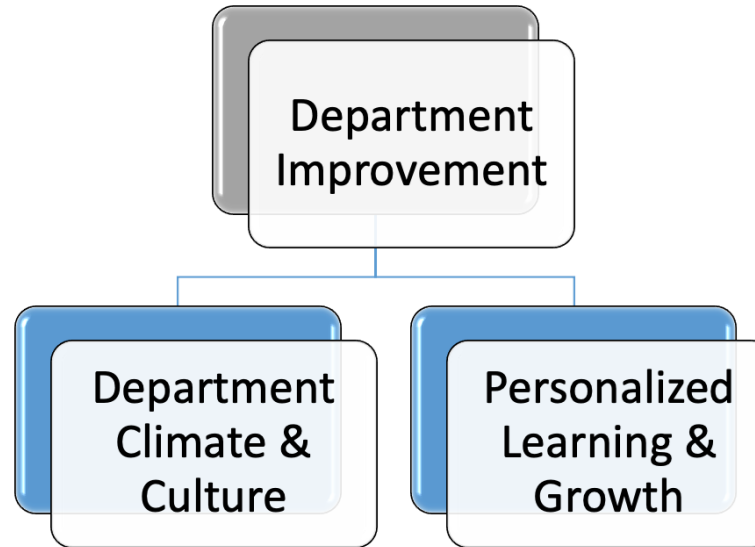 Department
Improvement
Department
Climate &
Culture
Personalized
Learning &
Growth